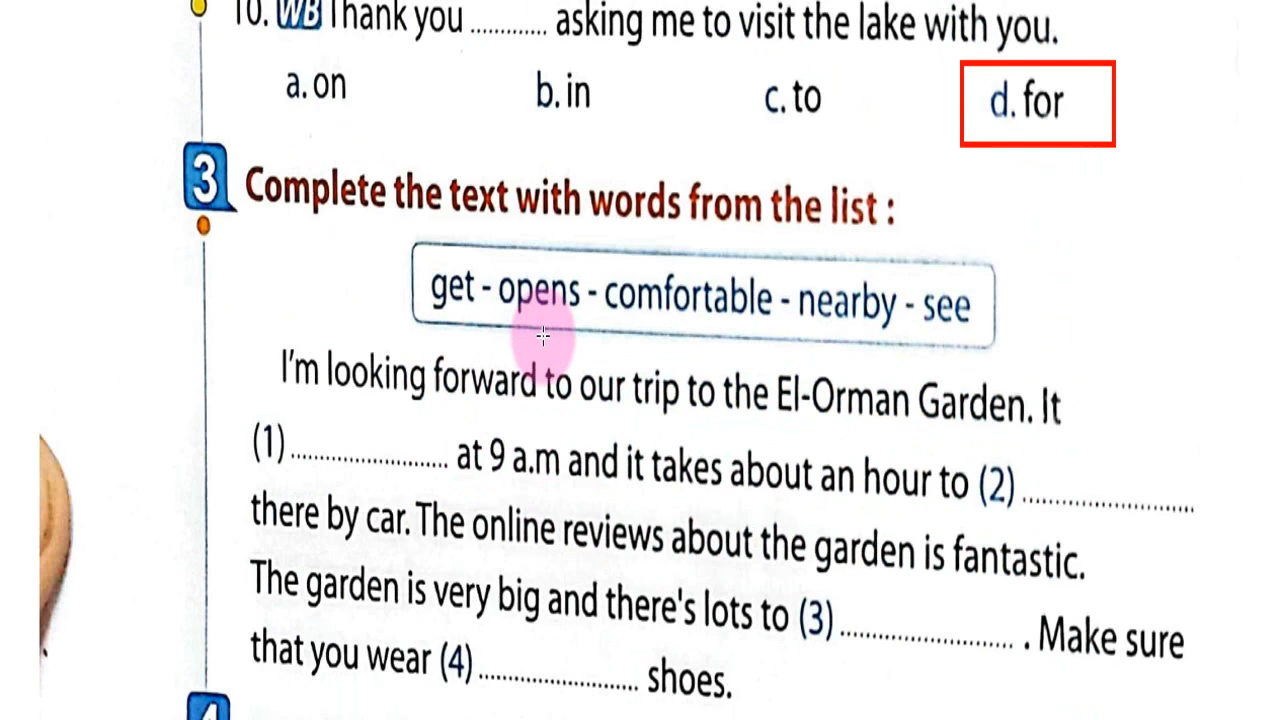 10. WB Thank you ............. asking me to visit the lake with you.
a. on b. in c. to d. for
3 Complete the text with words from the list :
get - opens - comfortable - nearby - see
I'm looking forward to our trip to the El-Orman Garden. It
(1) .......................... at 9 a.m and it takes about an hour to (2) ..........................
there by car. The online reviews about the garden is fantastic.
The garden is very big and there's lots to (3) .......................... . Make sure
that you wear (4) .......................... shoes.
4